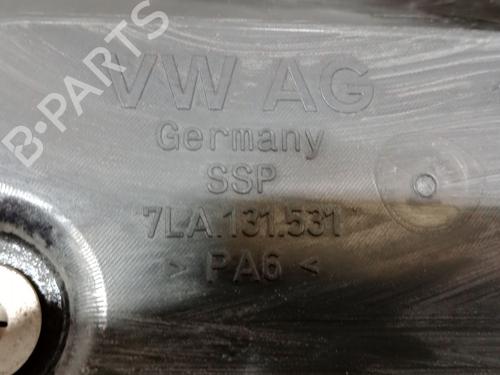 VW AG
Germany
SSP
7LA.131.531
> PA6 <
B-PARTS